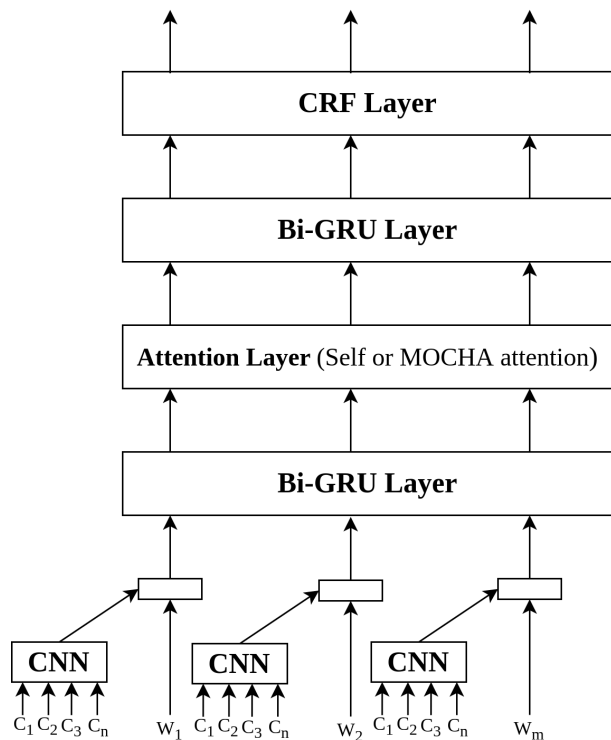 CRF Layer
Bi-GRU Layer
Attention Layer (Self or MOCHA attention)
Bi-GRU Layer
CNN CNN CNN
C1 C2 C3 Cn W1 C1 C2 C3 Cn W2 C1 C2 C3 Cn Wm